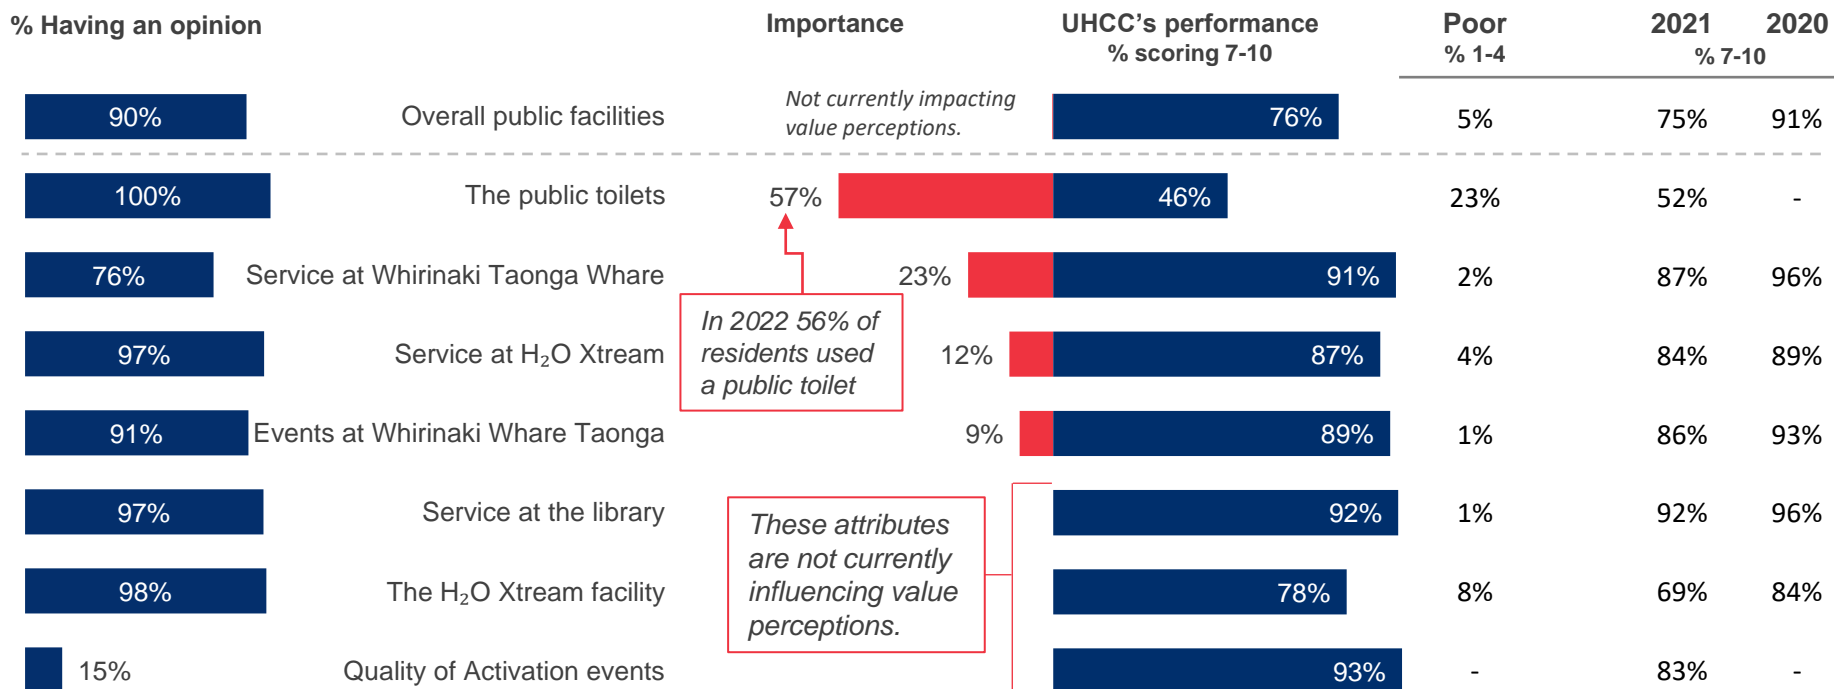 % Having an opinion Importance UHCC's performance Poor 2021 2020
% scoring 7-10 % 1-4 % 7-10
90% Overall public facilities Not currently impacting 76% 5% 75% 91%
value perceptions.
100% The public toilets 57% 46% 23% 52% -
76% Service at Whirinaki Taonga Whare 23% 91% 2% 87% 96%
In 2022 56% of
residents used
a public toilet
97% Service at H₂O Xtream 12% 87% 4% 84% 89%
91% Events at Whirinaki Whare Taonga 9% 89% 1% 86% 93%
97% Service at the library 92% 1% 92% 96%
These attributes
are not currently
influencing value
perceptions.
98% The H₂O Xtream facility 78% 8% 69% 84%
15% Quality of Activation events 93% - 83% -